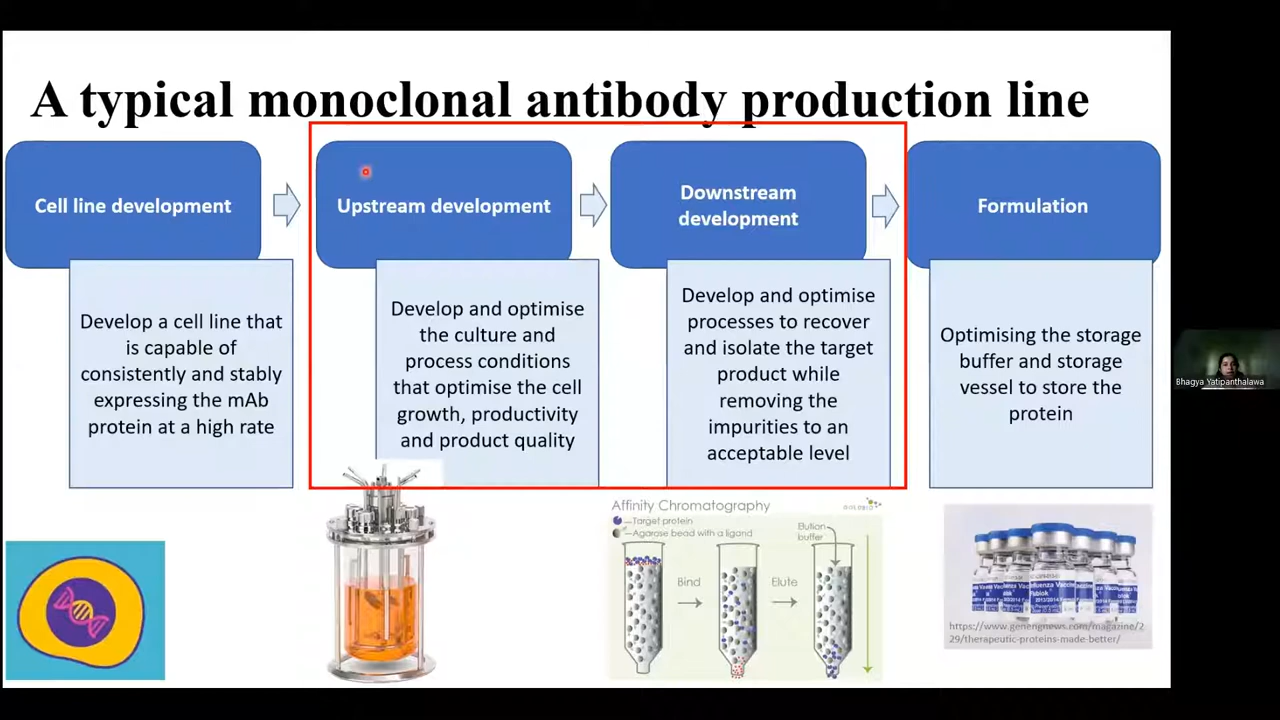 A typical monoclonal antibody production line
Cell line development
Develop a cell line that
is capable of
consistently and stably
expressing the mAb
protein at a high rate
Upstream development
Develop and optimise
the culture and
process conditions
that optimise the cell
growth, productivity
and product quality
Downstream
development
Develop and optimise
processes to recover
and isolate the target
product while
removing the
impurities to an
acceptable level
Formulation
Optimising the storage
buffer and storage
vessel to store the
protein
Affinity Chromatography
Target protein
Agarose bead with a ligand
Bind
Elute
Elution
buffer
https://www.genengnews.com/magazine/2
29/therapeutic-proteins-made-better/
Bhagya Yatipanthalawa